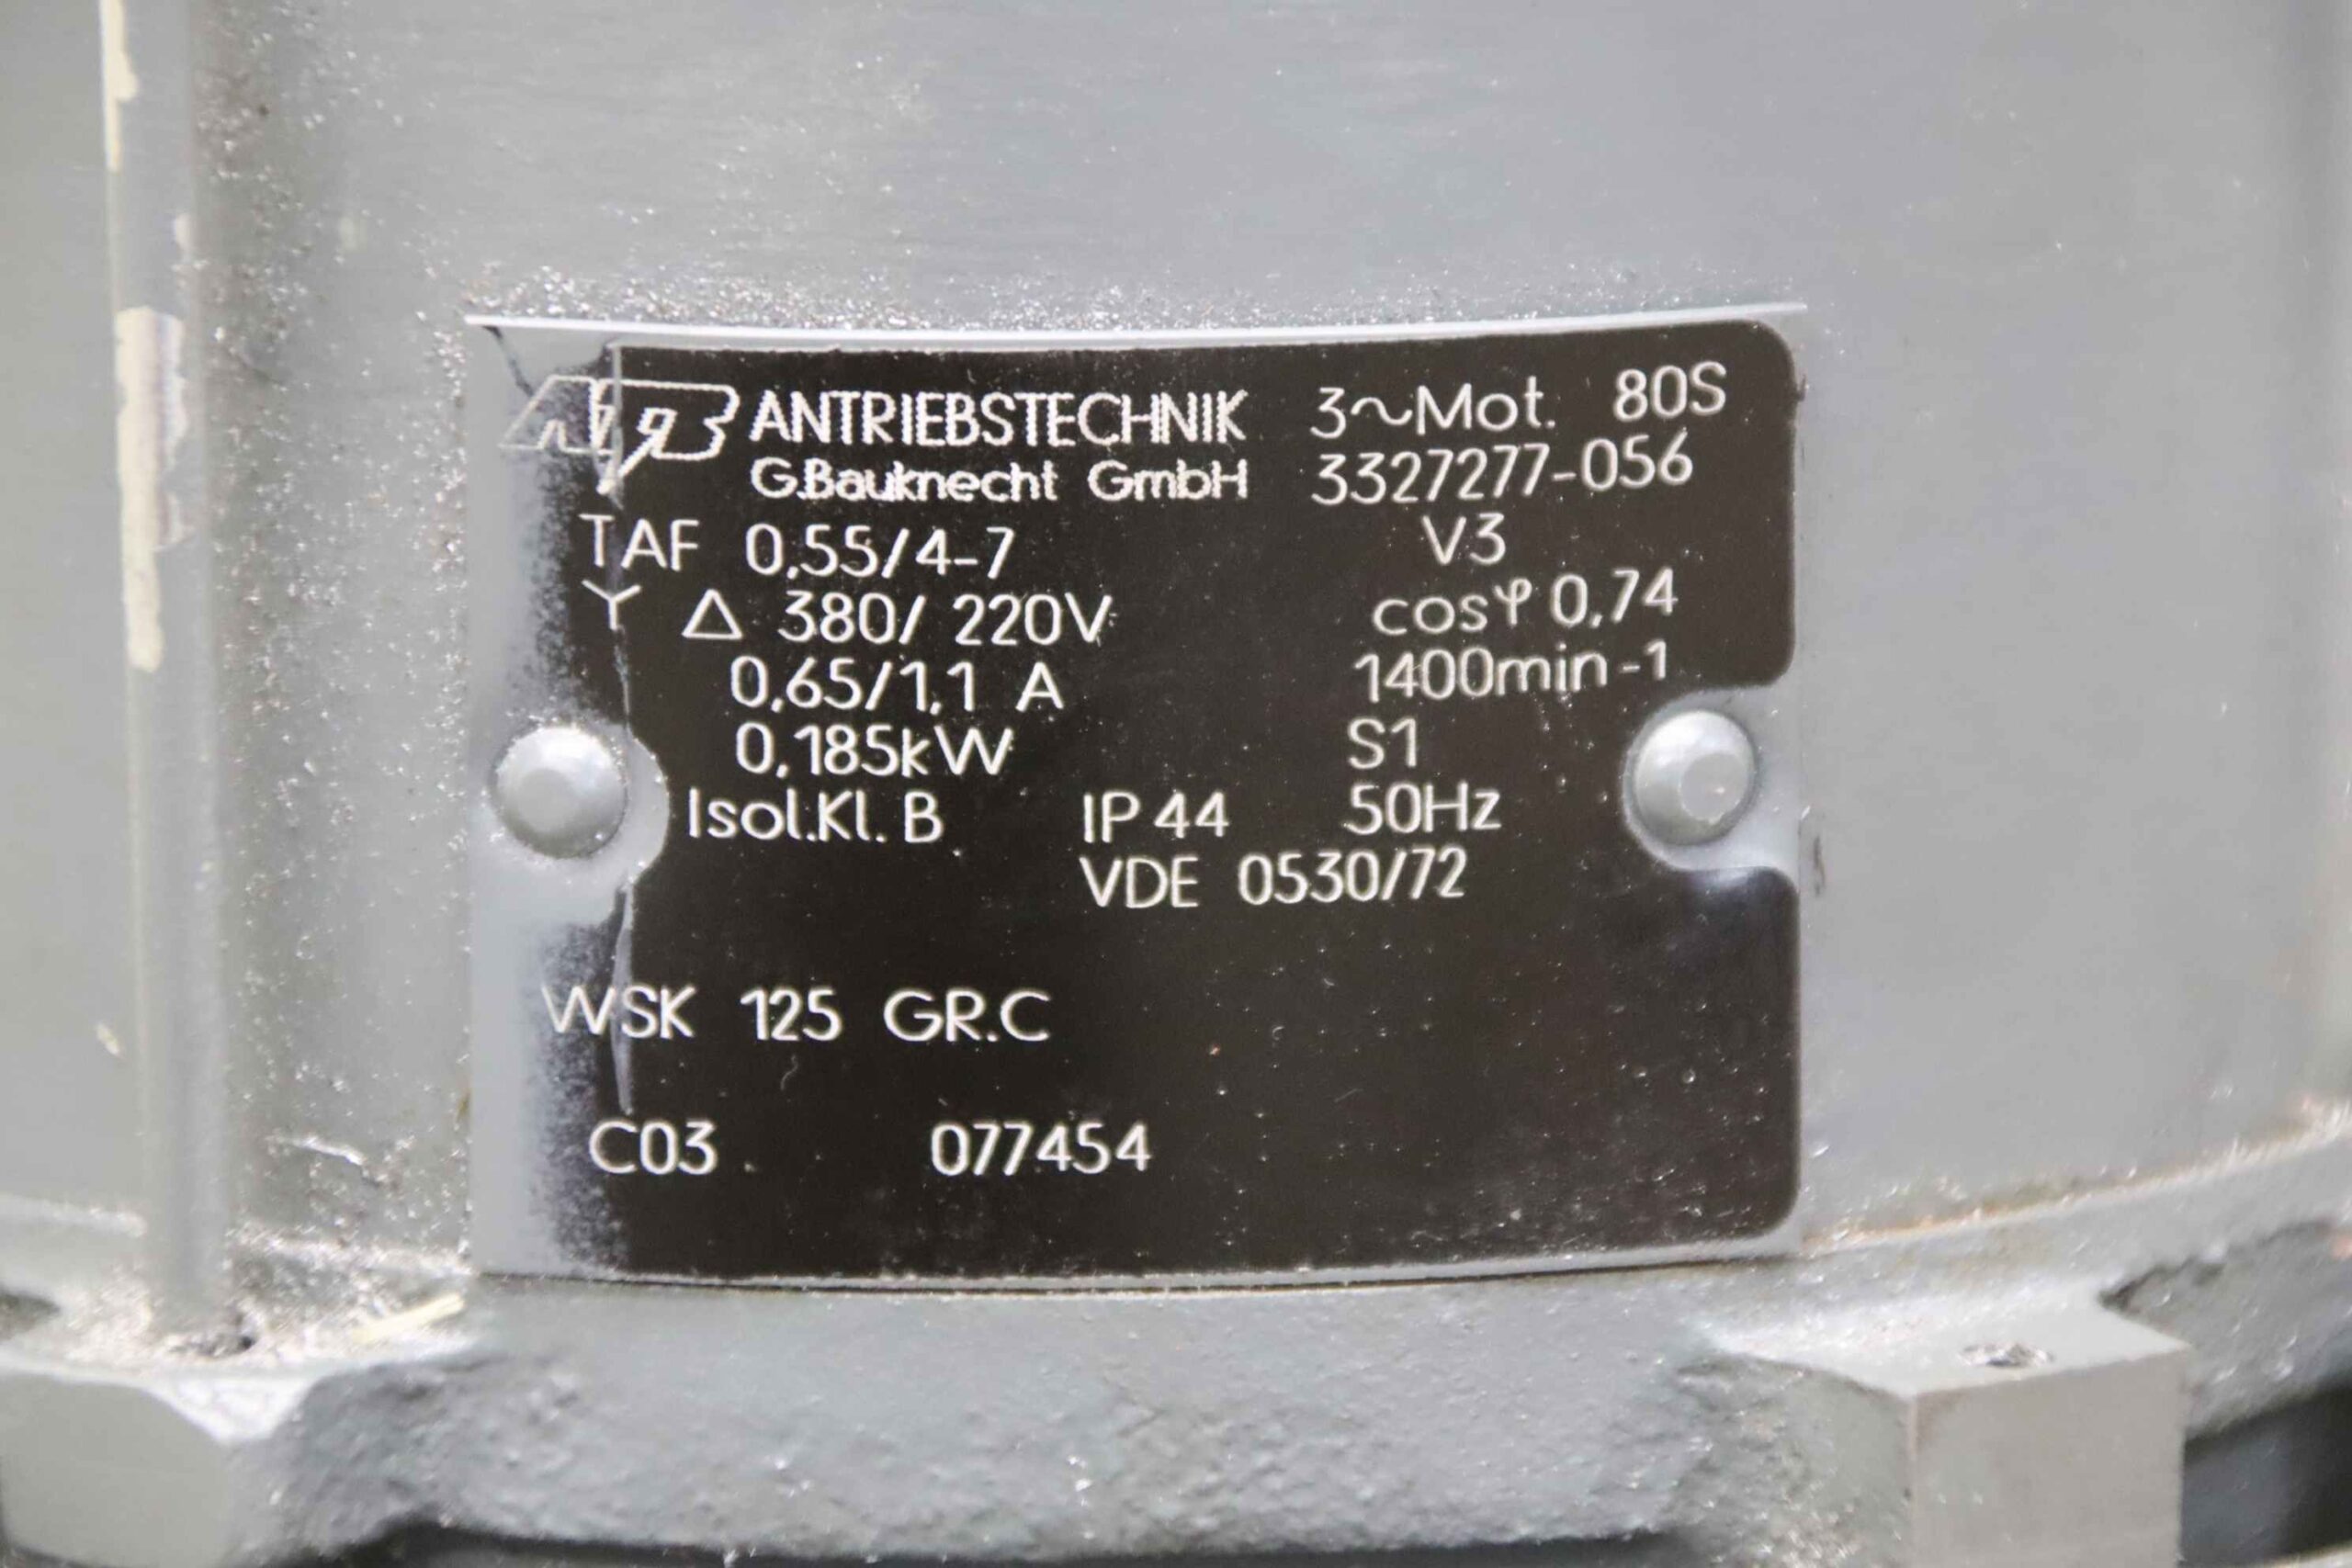 ATB ANTRIEBSTECHNIK 3~Mot. 80S
G.Bauknecht GmbH 3327277-056
TAF 0,55/4-7 V3
Y △ 380/ 220V cosφ 0,74
0,65/1,1 A 1400min-1
0,185kW S1
Isol.Kl. B IP 44 50Hz
VDE 0530/72
WSK 125 GR.C
C03 077454